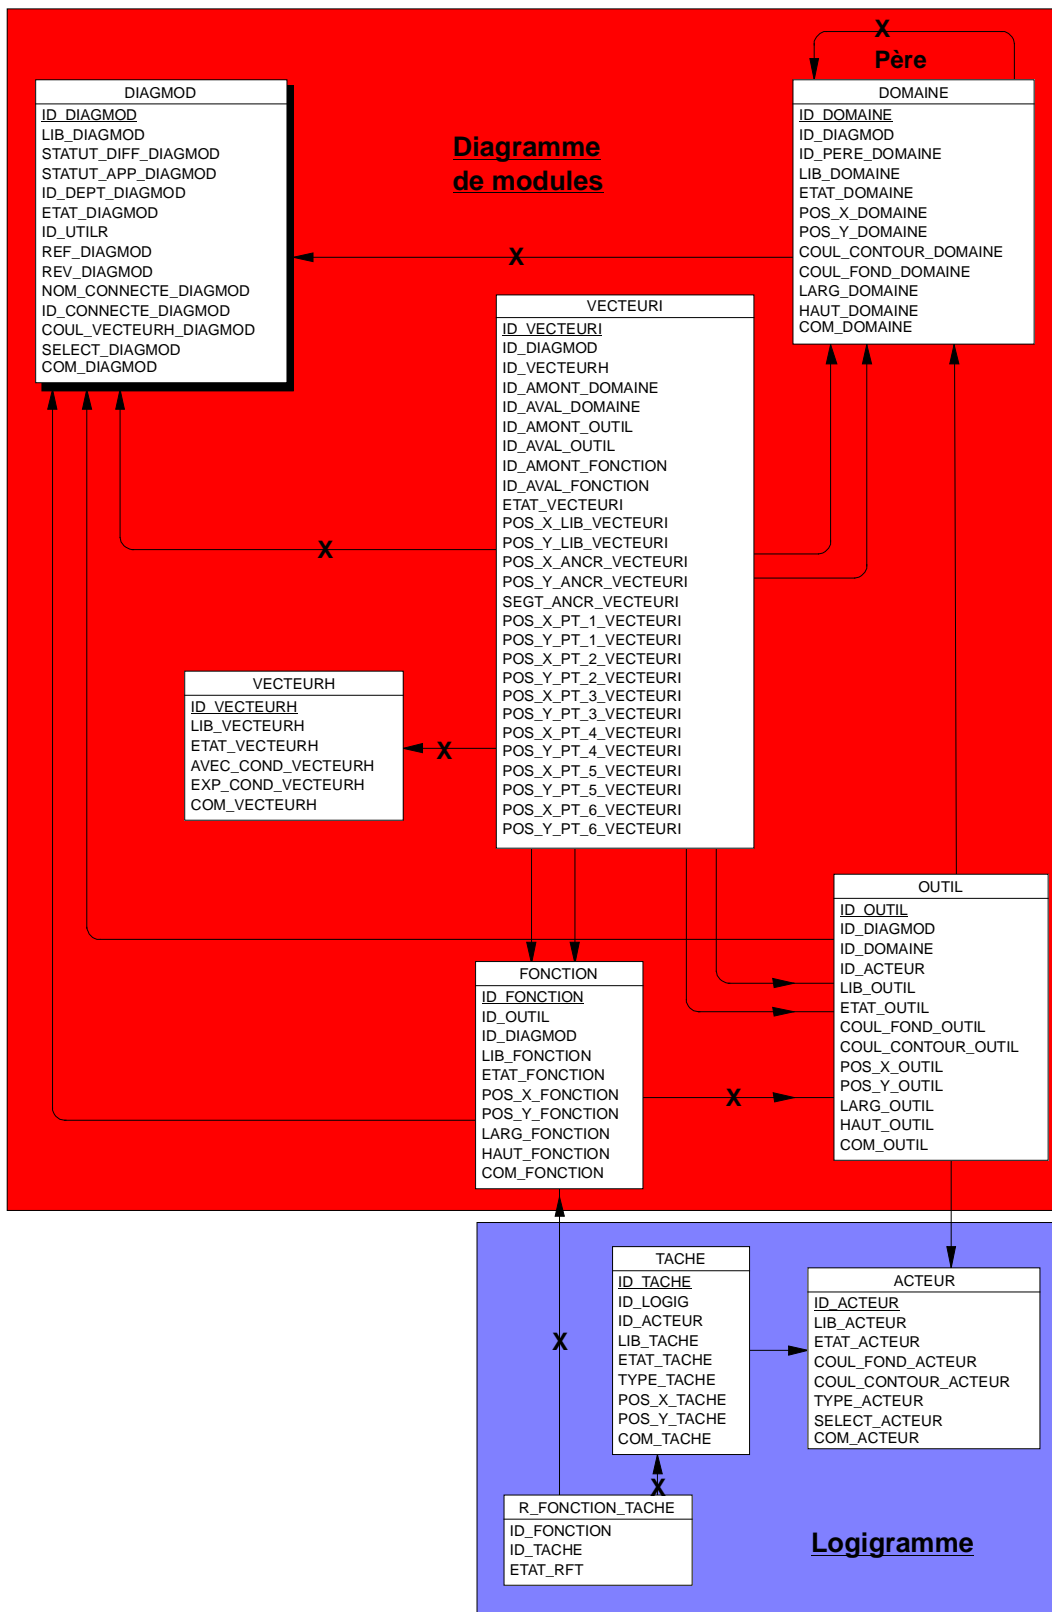 X
Père
DIAGMOD
ID_DIAGMOD
LIB_DIAGMOD
STATUT_DIFF_DIAGMOD
STATUT_APP_DIAGMOD
ID_DEPT_DIAGMOD
ETAT_DIAGMOD
ID_UTILR
REF_DIAGMOD
REV_DIAGMOD
NOM_CONNECTE_DIAGMOD
ID_CONNECTE_DIAGMOD
COUL_VECTEURH_DIAGMOD
SELECT_DIAGMOD
COM_DIAGMOD
Diagramme
de modules
DOMAINE
ID_DOMAINE
ID_DIAGMOD
ID_PERE_DOMAINE
LIB_DOMAINE
ETAT_DOMAINE
POS_X_DOMAINE
POS_Y_DOMAINE
COUL_CONTOUR_DOMAINE
COUL_FOND_DOMAINE
LARG_DOMAINE
HAUT_DOMAINE
COM_DOMAINE
X
VECTEURI
ID_VECTEURI
ID_DIAGMOD
ID_VECTEURH
ID_AMONT_DOMAINE
ID_AVAL_DOMAINE
ID_AMONT_OUTIL
ID_AVAL_OUTIL
ID_AMONT_FONCTION
ID_AVAL_FONCTION
ETAT_VECTEURI
POS_X_LIB_VECTEURI
POS_Y_LIB_VECTEURI
POS_X_ANCR_VECTEURI
POS_Y_ANCR_VECTEURI
SEGT_ANCR_VECTEURI
POS_X_PT_1_VECTEURI
POS_Y_PT_1_VECTEURI
POS_X_PT_2_VECTEURI
POS_Y_PT_2_VECTEURI
POS_X_PT_3_VECTEURI
POS_Y_PT_3_VECTEURI
POS_X_PT_4_VECTEURI
POS_Y_PT_4_VECTEURI
POS_X_PT_5_VECTEURI
POS_Y_PT_5_VECTEURI
POS_X_PT_6_VECTEURI
POS_Y_PT_6_VECTEURI
X
VECTEURH
ID_VECTEURH
LIB_VECTEURH
ETAT_VECTEURH
AVEC_COND_VECTEURH
EXP_COND_VECTEURH
COM_VECTEURH
X
OUTIL
ID_OUTIL
ID_DIAGMOD
ID_DOMAINE
ID_ACTEUR
LIB_OUTIL
ETAT_OUTIL
COUL_FOND_OUTIL
COUL_CONTOUR_OUTIL
POS_X_OUTIL
POS_Y_OUTIL
LARG_OUTIL
HAUT_OUTIL
COM_OUTIL
FONCTION
ID_FONCTION
ID_OUTIL
ID_DIAGMOD
LIB_FONCTION
ETAT_FONCTION
POS_X_FONCTION
POS_Y_FONCTION
LARG_FONCTION
HAUT_FONCTION
COM_FONCTION
X
X
TACHE
ID_TACHE
ID_LOGIG
ID_ACTEUR
LIB_TACHE
ETAT_TACHE
TYPE_TACHE
POS_X_TACHE
POS_Y_TACHE
COM_TACHE
ACTEUR
ID_ACTEUR
LIB_ACTEUR
ETAT_ACTEUR
COUL_FOND_ACTEUR
COUL_CONTOUR_ACTEUR
TYPE_ACTEUR
SELECT_ACTEUR
COM_ACTEUR
X
R_FONCTION_TACHE
ID_FONCTION
ID_TACHE
ETAT_RFT
Logigramme